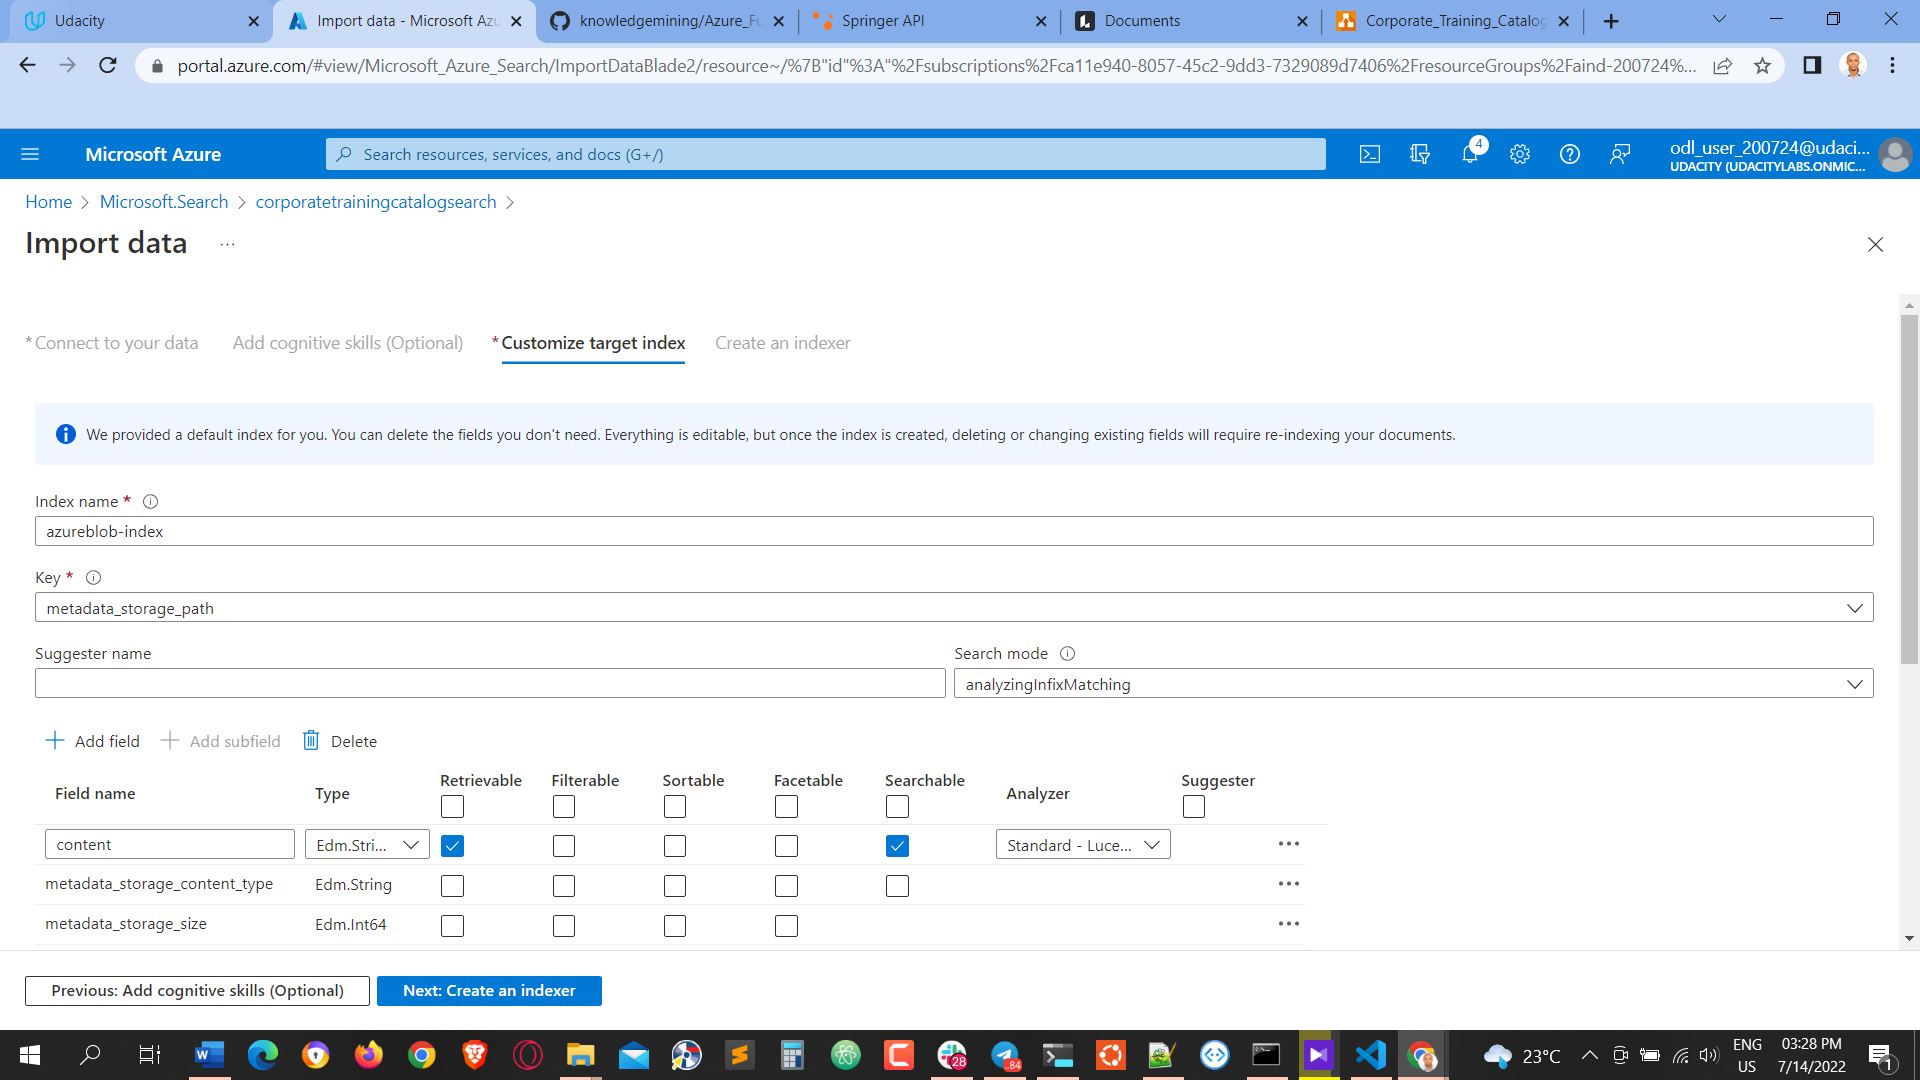 Udacity
Import data - Microsoft Azu
knowledgemining/Azure_Fu
Springer API
Documents
Corporate_Training_Catalog
portal.azure.com/#view/Microsoft_Azure_Search/ImportDataBlade2/resource~/%7B"id"%3A"%2Fsubscriptions%2Fca11e940-8057-45c2-9dd3-7329089d7406%2FresourceGroups%2Faind-200724%...
Microsoft Azure
Search resources, services, and docs (G+/)
4
odl_user_200724@udaci...
UDACITY (UDACITYLABS.ONMIC...
Home > Microsoft.Search > corporatetrainingcatalogsearch >
Import data ...
* Connect to your data
Add cognitive skills (Optional)
* Customize target index
Create an indexer
We provided a default index for you. You can delete the fields you don't need. Everything is editable, but once the index is created, deleting or changing existing fields will require re-indexing your documents.
Index name *
azureblob-index
Key *
metadata_storage_path
Suggester name
Search mode
analyzingInfixMatching
Add field
Add subfield
Delete
Field name Type Retrievable Filterable Sortable Facetable Searchable Analyzer Suggester
content Edm.Stri... Standard - Luce...
metadata_storage_content_type Edm.String
metadata_storage_size Edm.Int64
Previous: Add cognitive skills (Optional)
Next: Create an indexer
28
84
23°C
ENG
US
03:28 PM
7/14/2022
1